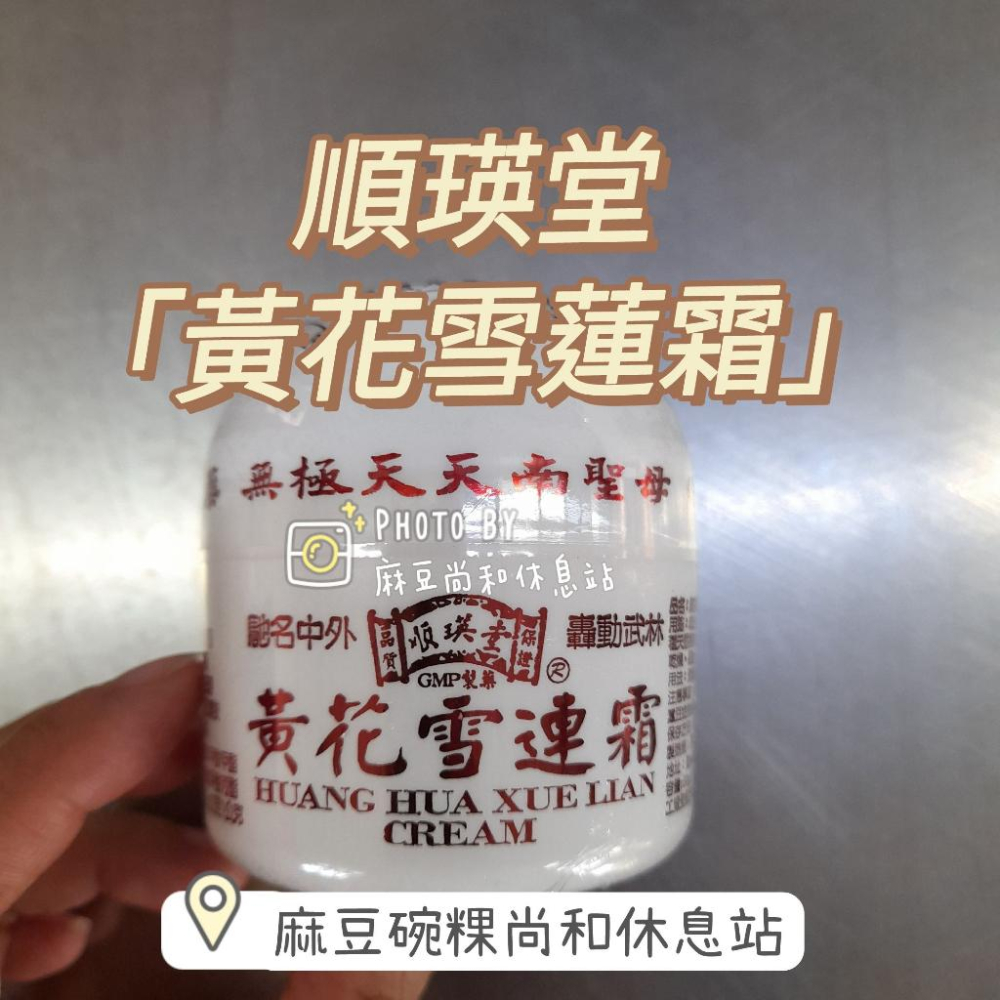 順瑛堂
「黃花雪蓮霜」
無極天天南聖母
PHOTO BY
麻豆尚和休息站
馳名中外
轟動武林
品質
順瑛堂
保證
GMP製藥
®
黃花雪連霜
HUANG HUA XUE LIAN
CREAM
麻豆碗粿尚和休息站